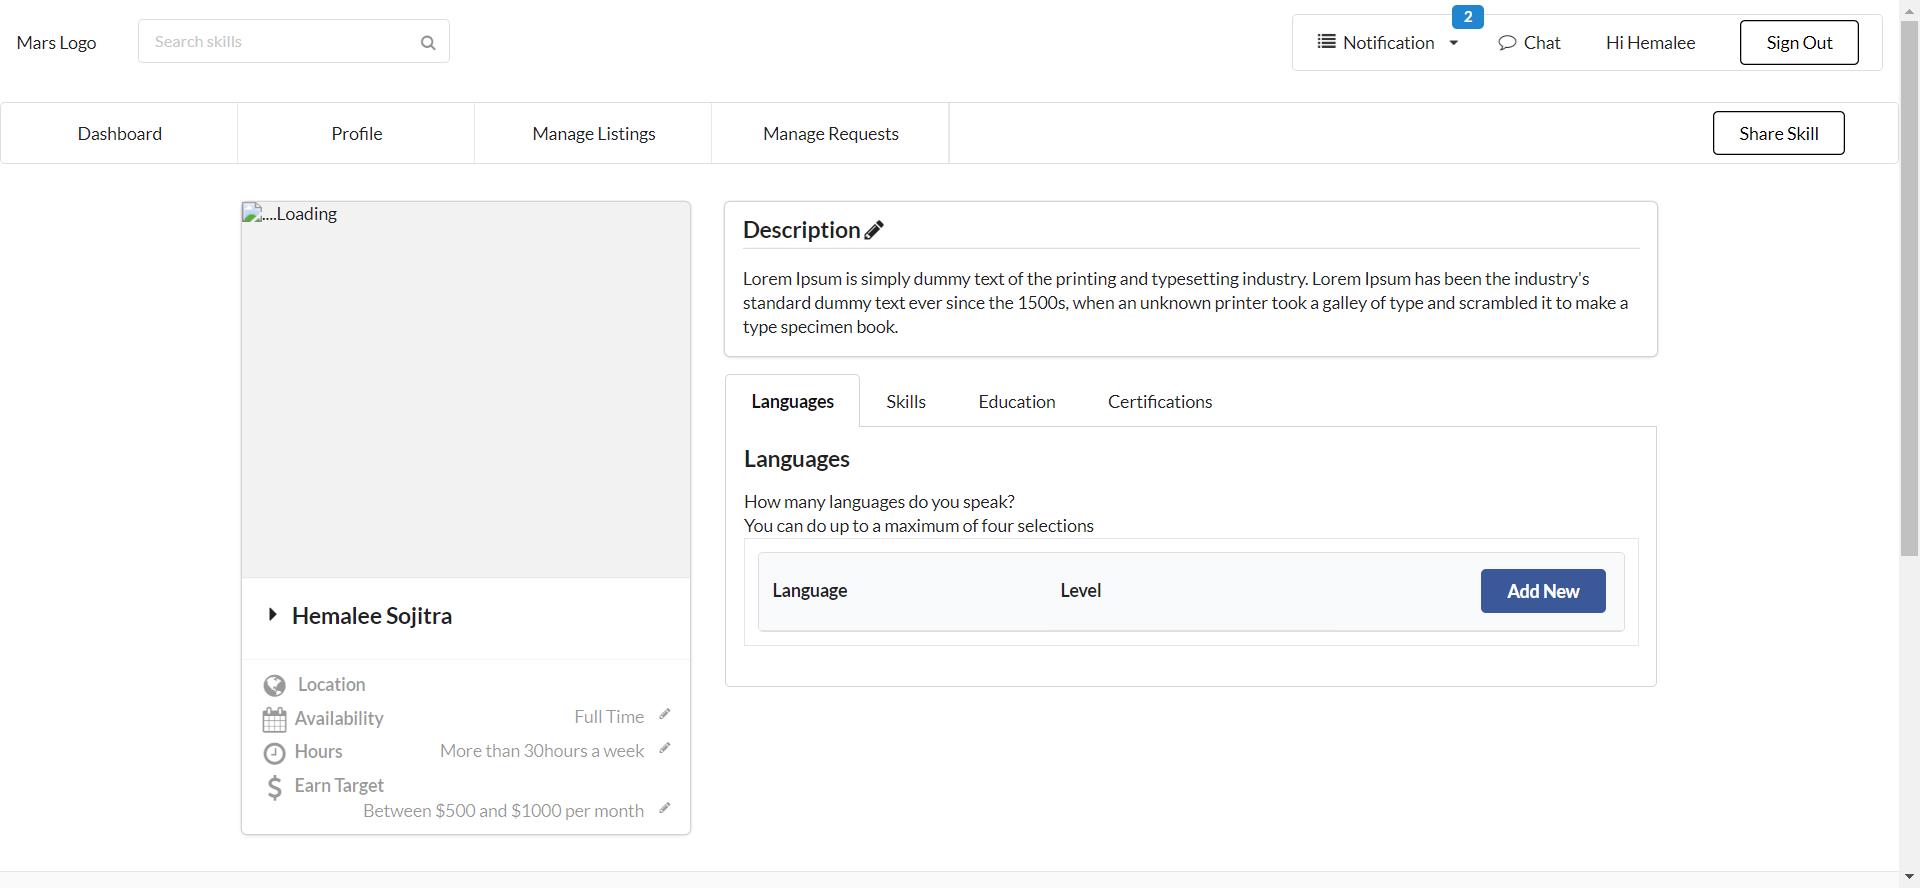 Mars Logo
Search skills
2
Notification
Chat
Hi Hemalee
Sign Out
Dashboard
Profile
Manage Listings
Manage Requests
Share Skill
....Loading
Hemalee Sojitra
Location
Availability
Full Time
Hours
More than 30hours a week
Earn Target
Between $500 and $1000 per month
Description
Lorem Ipsum is simply dummy text of the printing and typesetting industry. Lorem Ipsum has been the industry's
standard dummy text ever since the 1500s, when an unknown printer took a galley of type and scrambled it to make a
type specimen book.
Languages
Skills
Education
Certifications
Languages
How many languages do you speak?
You can do up to a maximum of four selections
Language
Level
Add New